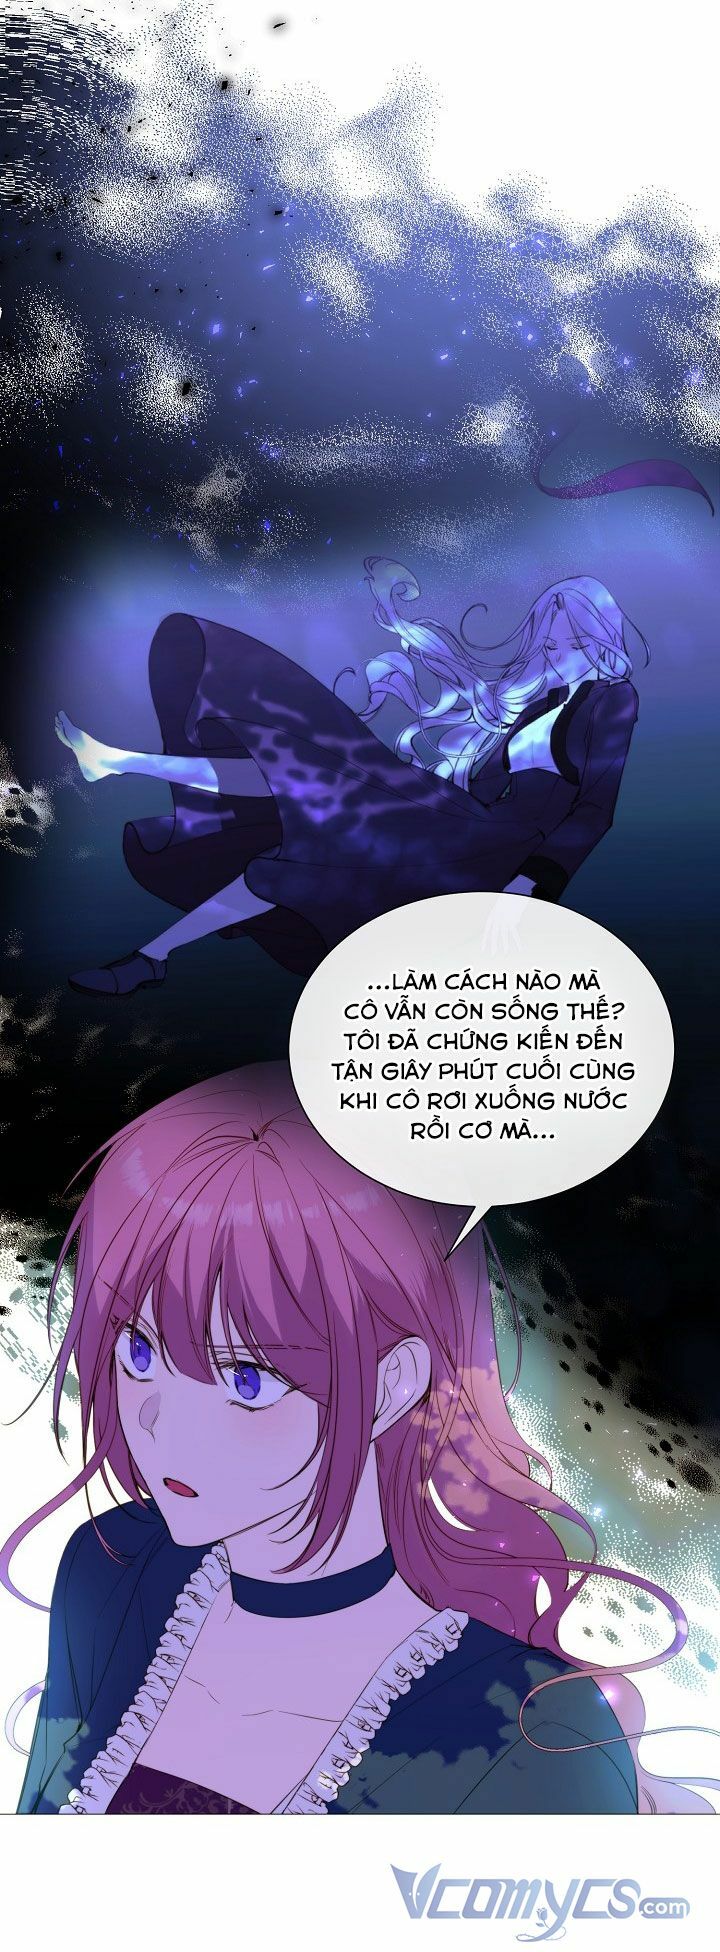 ...LÀM CÁCH NÀO MÀ
CÔ VẪN CÒN SỐNG THẾ?
TÔI ĐÃ CHỨNG KIẾN ĐẾN
TẬN GIÂY PHÚT CUỐI CÙNG
KHI CÔ RƠI XUỐNG NƯỚC
RỒI CƠ MÀ...
VCOMYCS.com